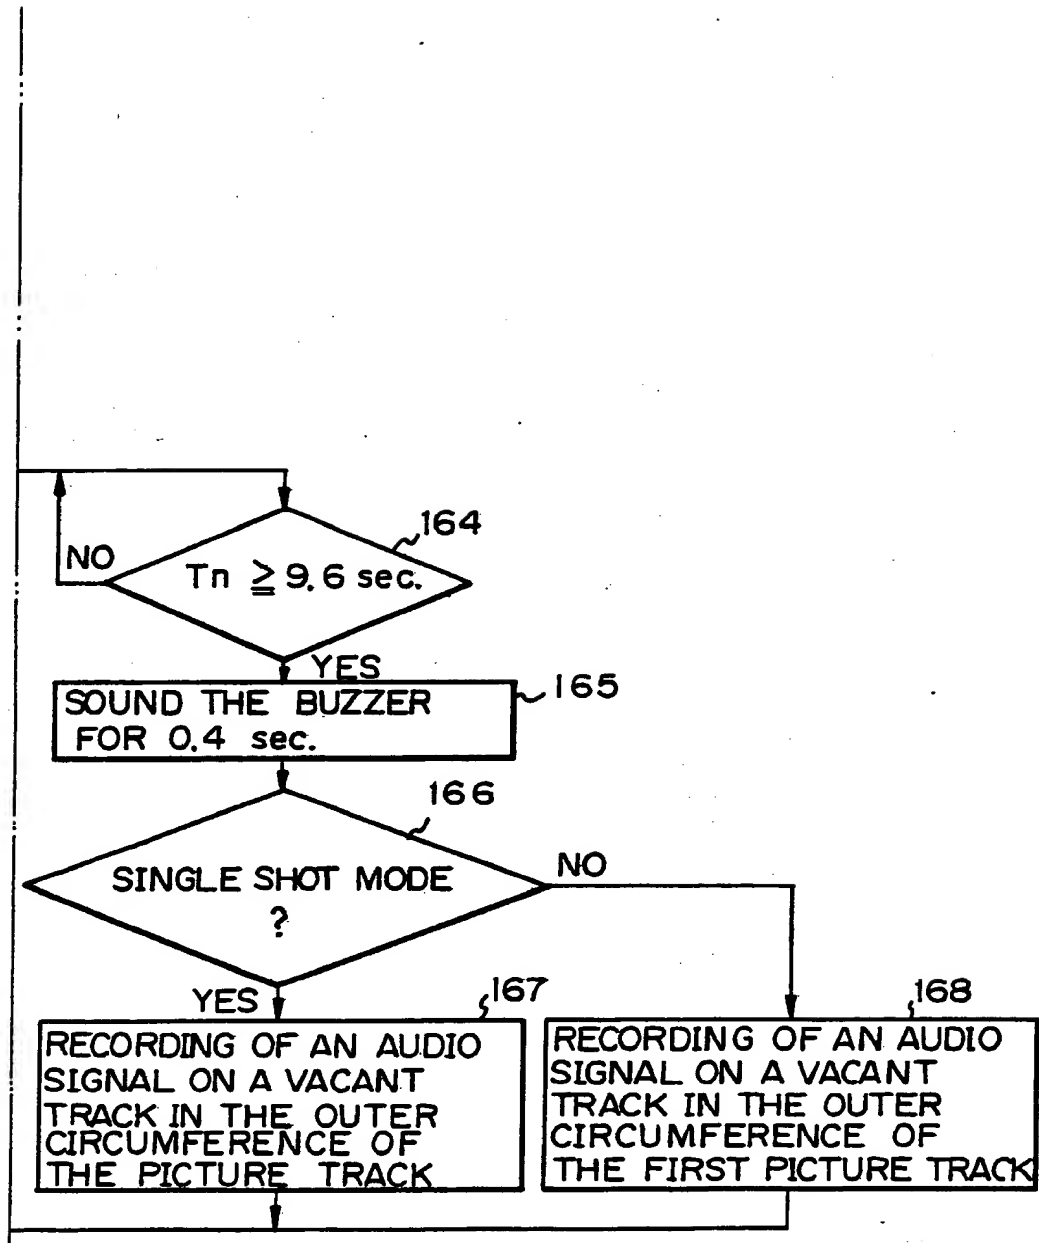 164
NO
Tn ≧ 9.6 sec.
YES
165
SOUND THE BUZZER
FOR 0.4 sec.
166
SINGLE SHOT MODE
?
NO
YES
167
168
RECORDING OF AN AUDIO
SIGNAL ON A VACANT
TRACK IN THE OUTER
CIRCUMFERENCE OF
THE PICTURE TRACK
RECORDING OF AN AUDIO
SIGNAL ON A VACANT
TRACK IN THE OUTER
CIRCUMFERENCE OF
THE FIRST PICTURE TRACK